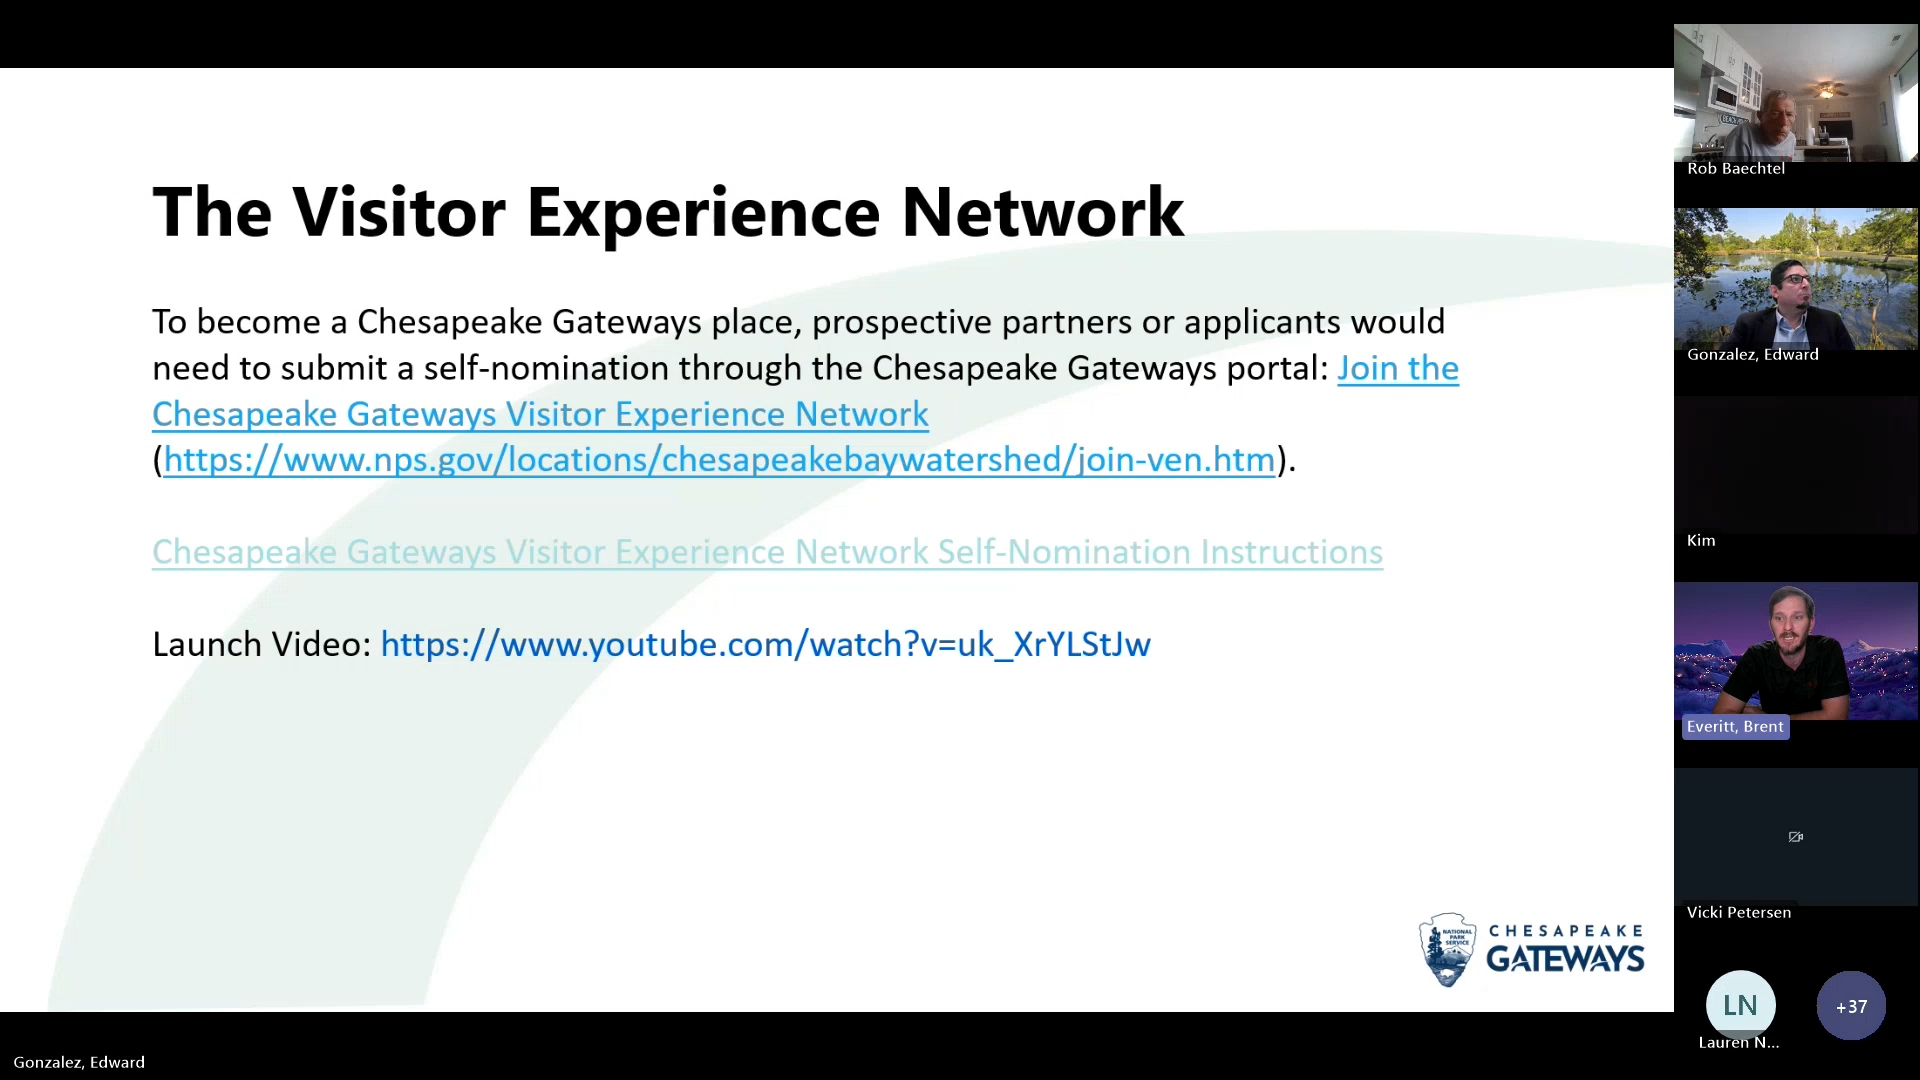 The Visitor Experience Network
To become a Chesapeake Gateways place, prospective partners or applicants would
need to submit a self-nomination through the Chesapeake Gateways portal: Join the
Chesapeake Gateways Visitor Experience Network
(https://www.nps.gov/locations/chesapeakebaywatershed/join-ven.htm).
Chesapeake Gateways Visitor Experience Network Self-Nomination Instructions
Launch Video: https://www.youtube.com/watch?v=uk_XrYLStJw
NATIONAL
PARK
SERVICE
CHESAPEAKE
GATEWAYS
Rob Baechtel
Gonzalez, Edward
Kim
Everitt, Brent
Vicki Petersen
LN
Lauren N...
+37
Gonzalez, Edward